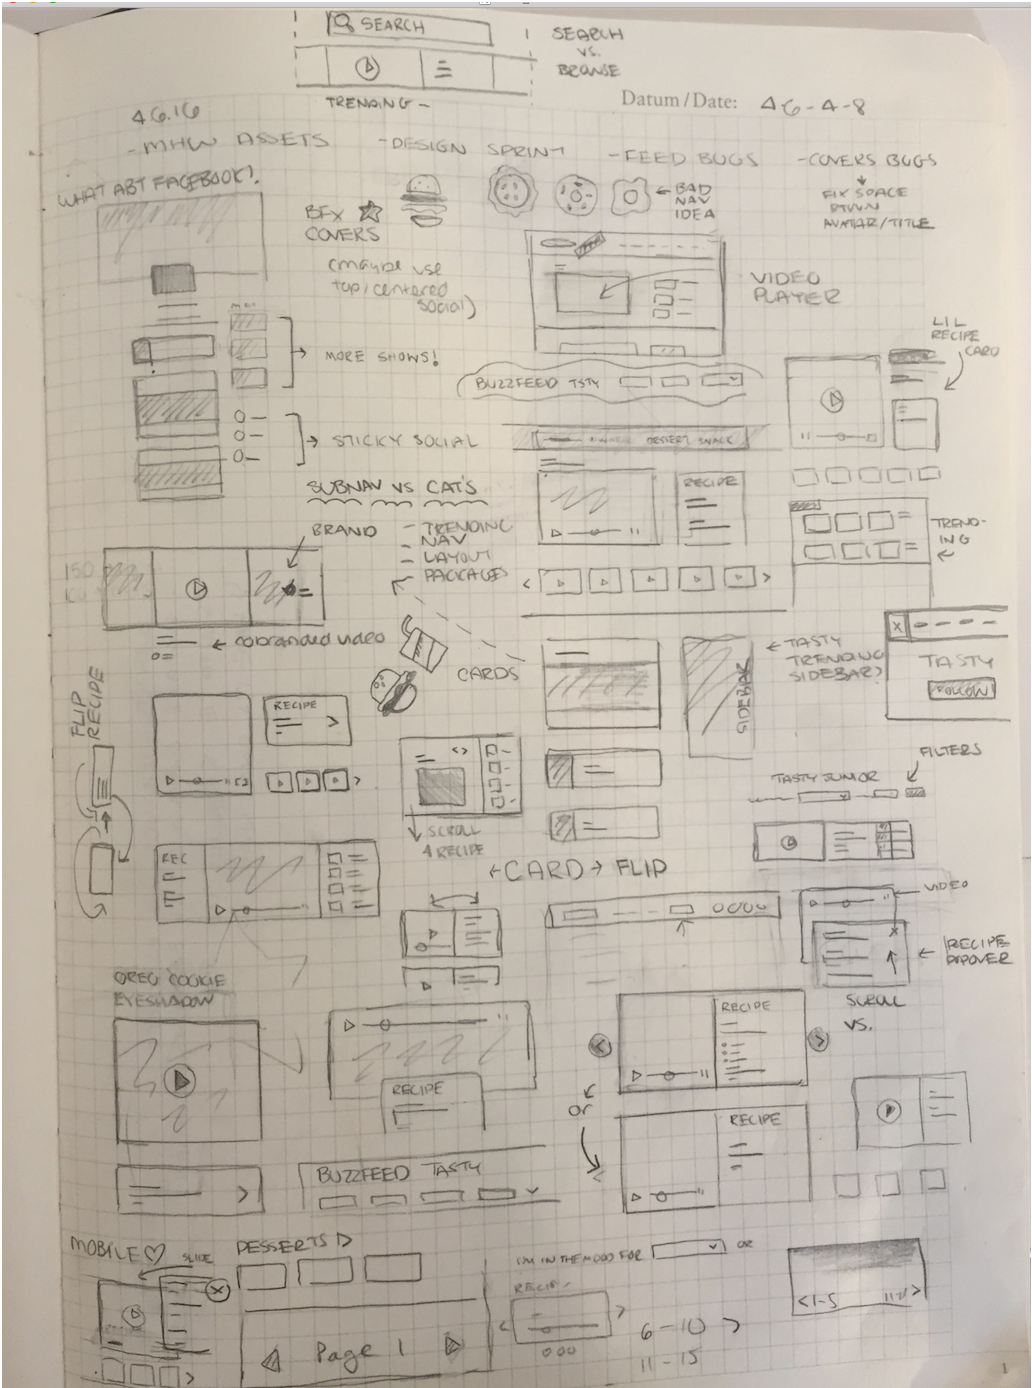 SEARCH
SEARCH
VS.
BROWSE
TRENDING -
Datum/Date: 4 6-4-8
4 6.16
- MHW ASSETS - DESIGN SPRINT - FEED BUGS - COVERS BUGS
WHAT ABT FACEBOOK?
BFX
COVERS
(maybe use
top/centered
social)
BAD
NAV
IDEA
FIX SPACE
BTWN
AVATAR/TITLE
VIDEO
PLAYER
MORE SHOWS!
LIL
RECIPE
CARD
BUZZFEED TSTY
STICKY SOCIAL
DESSERT SNACK
RECIPE
SUBNAV VS CAT'S
BRAND
- TRENDING
NAV
- LAYOUT
- PACKAGES
TREND-
ING
150
cobranded video
CARDS
SIDEBAR
TASTY
TRENDING
SIDEBAR?
X
TASTY
FOLLOW
FLIP
RECIPE
RECIPE
FILTERS
TASTY JUNIOR
SCROLL
4 RECIPE
REC
CARD FLIP
VIDEO
RECIPE
POPOVER
OREO COOKIE
EYESHADOW
SCROLL
VS.
RECIPE
RECIPE
or
RECIPE
BUZZFEED TASTY
MOBILE
SLIDE
DESSERTS
I'M IN THE MOOD FOR
OR
Page 1
6-10 >
11-15
<1-5
1